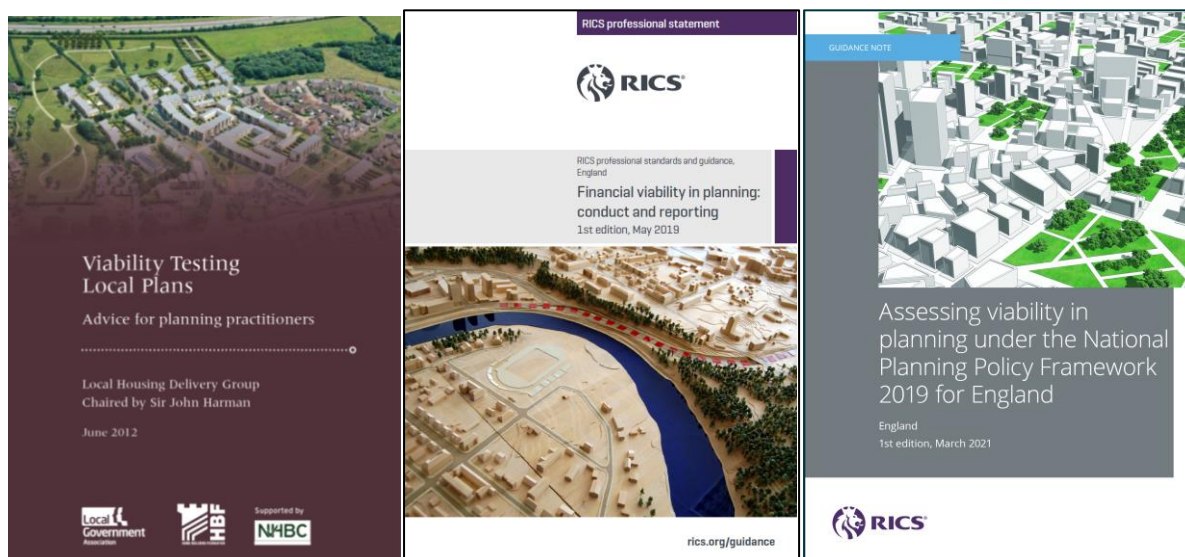 Viability Testing
Local Plans
Advice for planning practitioners
Local Housing Delivery Group
Chaired by Sir John Harman
June 2012
Local
Government
Association
HBF
Supported by
NHBC
RICS professional statement
RICS
RICS professional standards and guidance,
England
Financial viability in planning:
conduct and reporting
1st edition, May 2019
rics.org/guidance
GUIDANCE NOTE
Assessing viability in
planning under the National
Planning Policy Framework
2019 for England
England
1st edition, March 2021
RICS